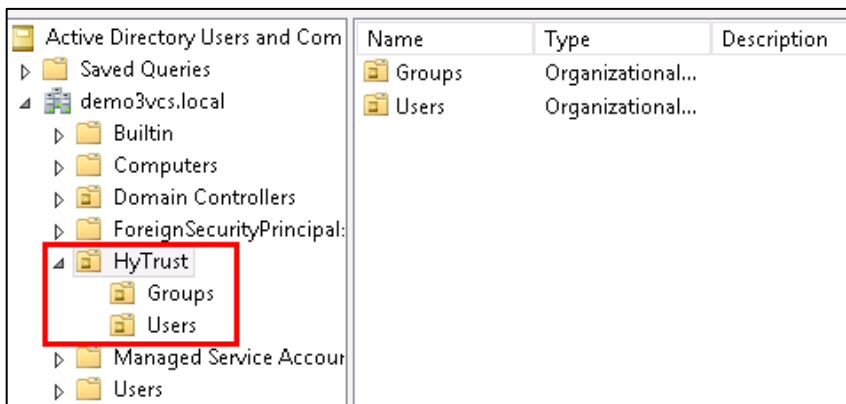 Active Directory Users and Com
Saved Queries
demo3vcs.local
Builtin
Computers
Domain Controllers
ForeignSecurityPrincipal:
HyTrust
Groups
Users
Managed Service Accour
Users
Name Type Description
Groups Organizational...
Users Organizational...